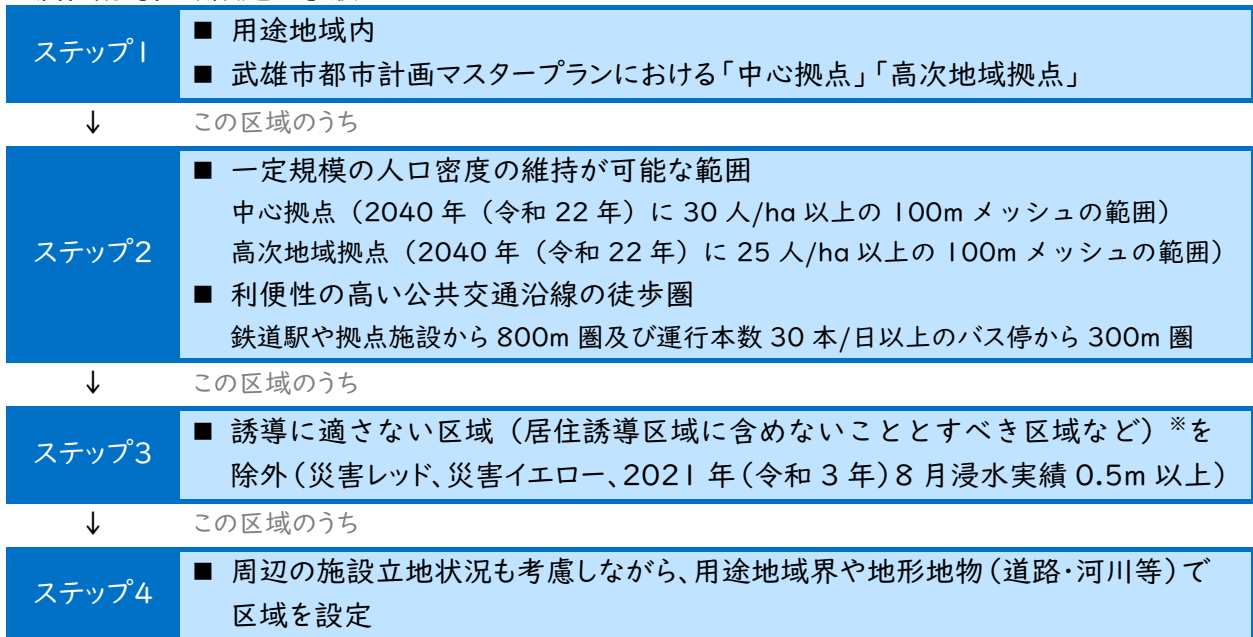 ステップ1
■ 用途地域内
■ 武雄市都市計画マスタープランにおける「中心拠点」「高次地域拠点」
↓ この区域のうち
ステップ2
■ 一定規模の人口密度の維持が可能な範囲
中心拠点（2040年（令和22年）に30人/ha以上の100mメッシュの範囲）
高次地域拠点（2040年（令和22年）に25人/ha以上の100mメッシュの範囲）
■ 利便性の高い公共交通沿線の徒歩圏
鉄道駅や拠点施設から800m圏及び運行本数30本/日以上のバス停から300m圏
↓ この区域のうち
ステップ3
■ 誘導に適さない区域（居住誘導区域に含めないこととすべき区域など）※を
除外（災害レッド、災害イエロー、2021年（令和3年）8月浸水実績0.5m以上）
↓ この区域のうち
ステップ4
■ 周辺の施設立地状況も考慮しながら、用途地域界や地形地物（道路・河川等）で
区域を設定